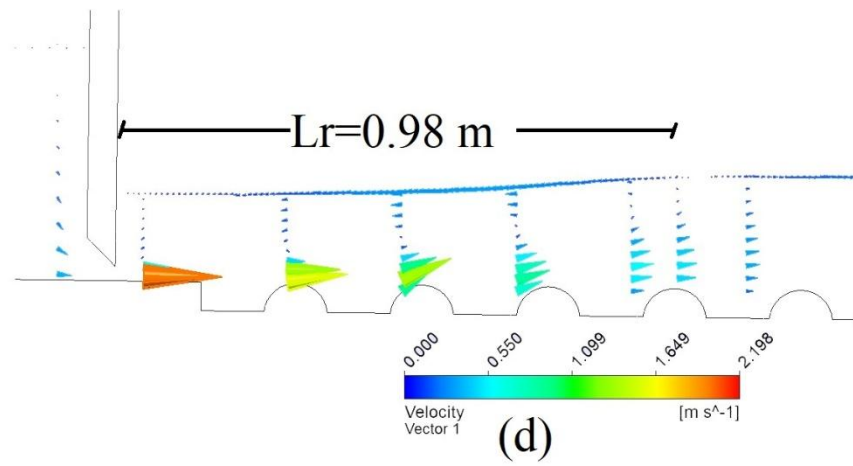 Lr=0.98 m
0.000
0.550
1.099
1.649
2.198
Velocity
Vector 1
[m s^-1]
(d)